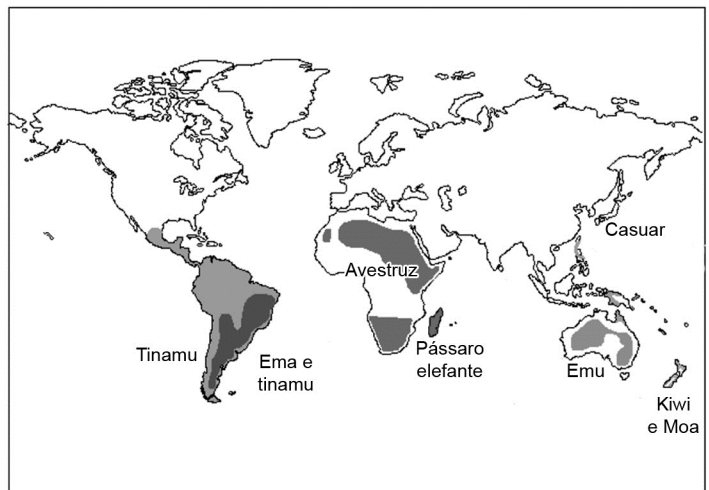 Casuar
Avestruz
Tinamu
Ema e
tinamu
Pássaro
elefante
Emu
Kiwi
e Moa